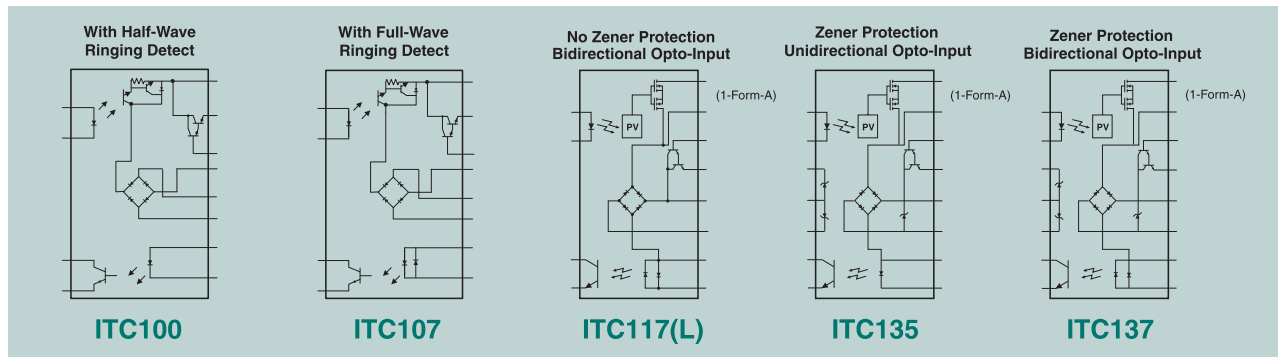 With Half-Wave
Ringing Detect
ITC100
With Full-Wave
Ringing Detect
ITC107
No Zener Protection
Bidirectional Opto-Input
(1-Form-A)
PV
ITC117(L)
Zener Protection
Unidirectional Opto-Input
(1-Form-A)
PV
ITC135
Zener Protection
Bidirectional Opto-Input
(1-Form-A)
PV
ITC137